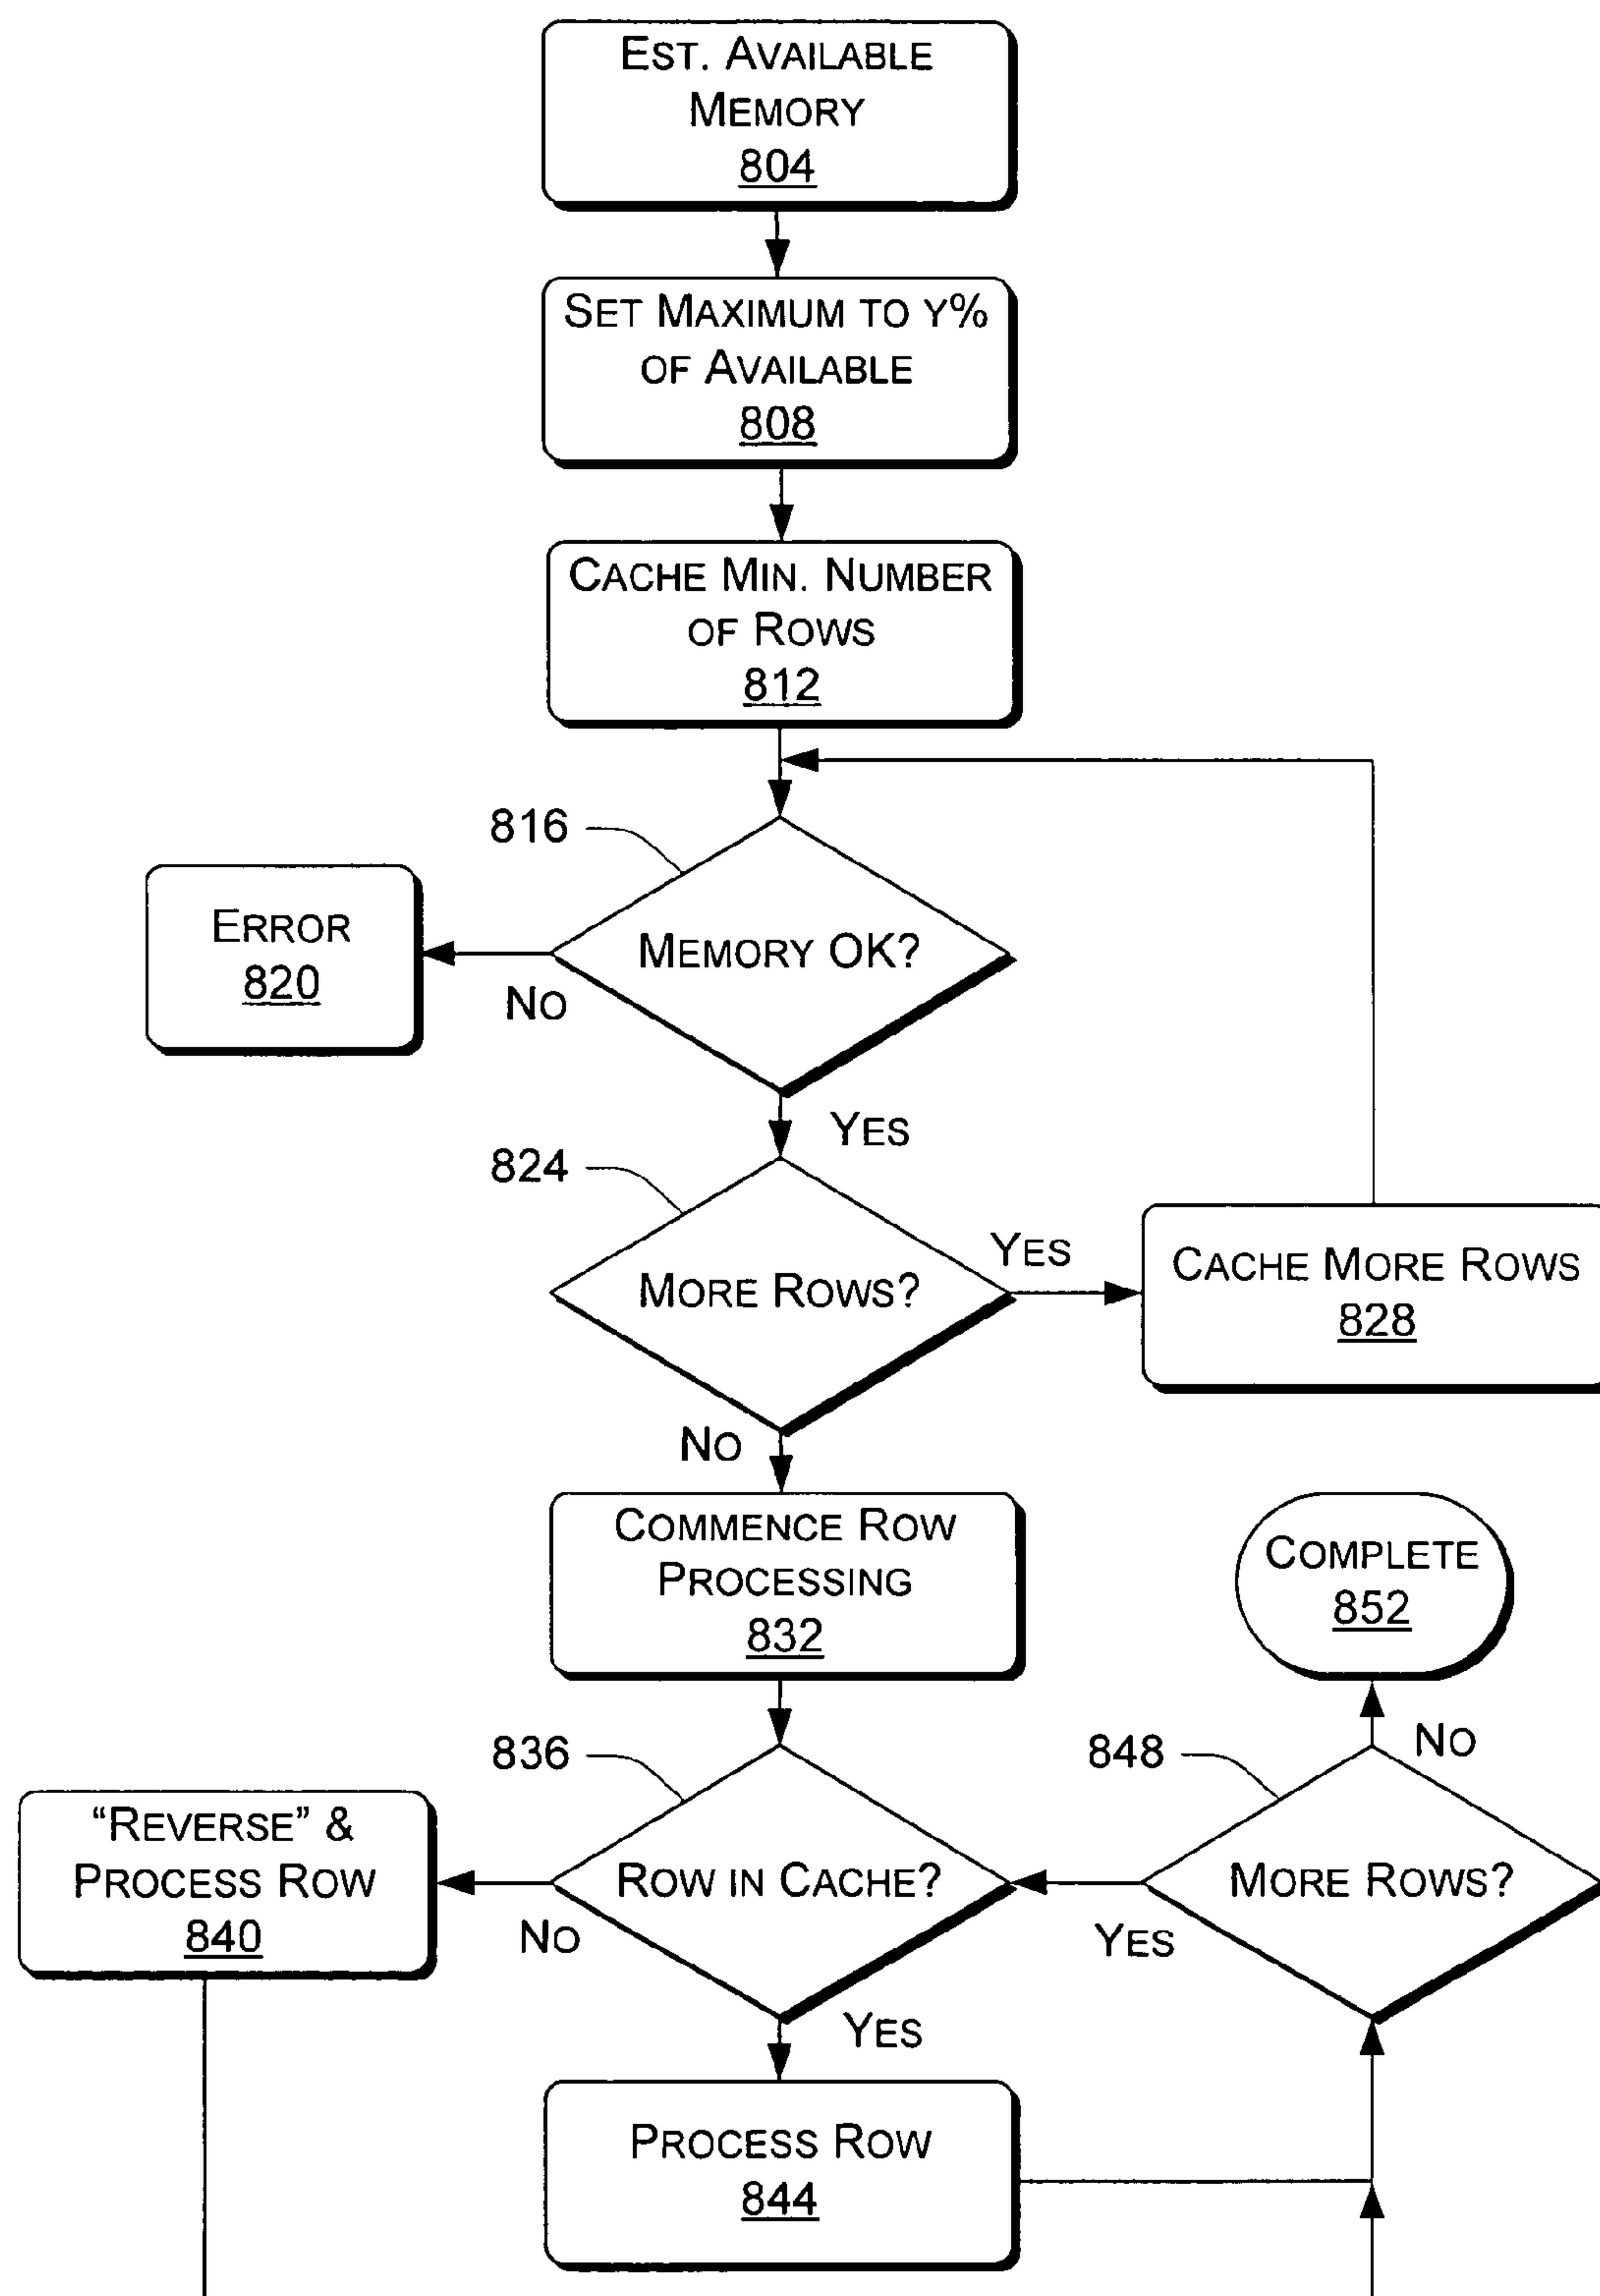 EST. AVAILABLE
MEMORY
804
SET MAXIMUM TO Y%
OF AVAILABLE
808
CACHE MIN. NUMBER
OF ROWS
812
816
MEMORY OK?
ERROR
820
NO
YES
824
MORE ROWS?
YES
CACHE MORE ROWS
828
NO
COMMENCE ROW
PROCESSING
832
COMPLETE
852
836
ROW IN CACHE?
848
NO
MORE ROWS?
YES
“REVERSE” &
PROCESS ROW
840
NO
YES
PROCESS ROW
844